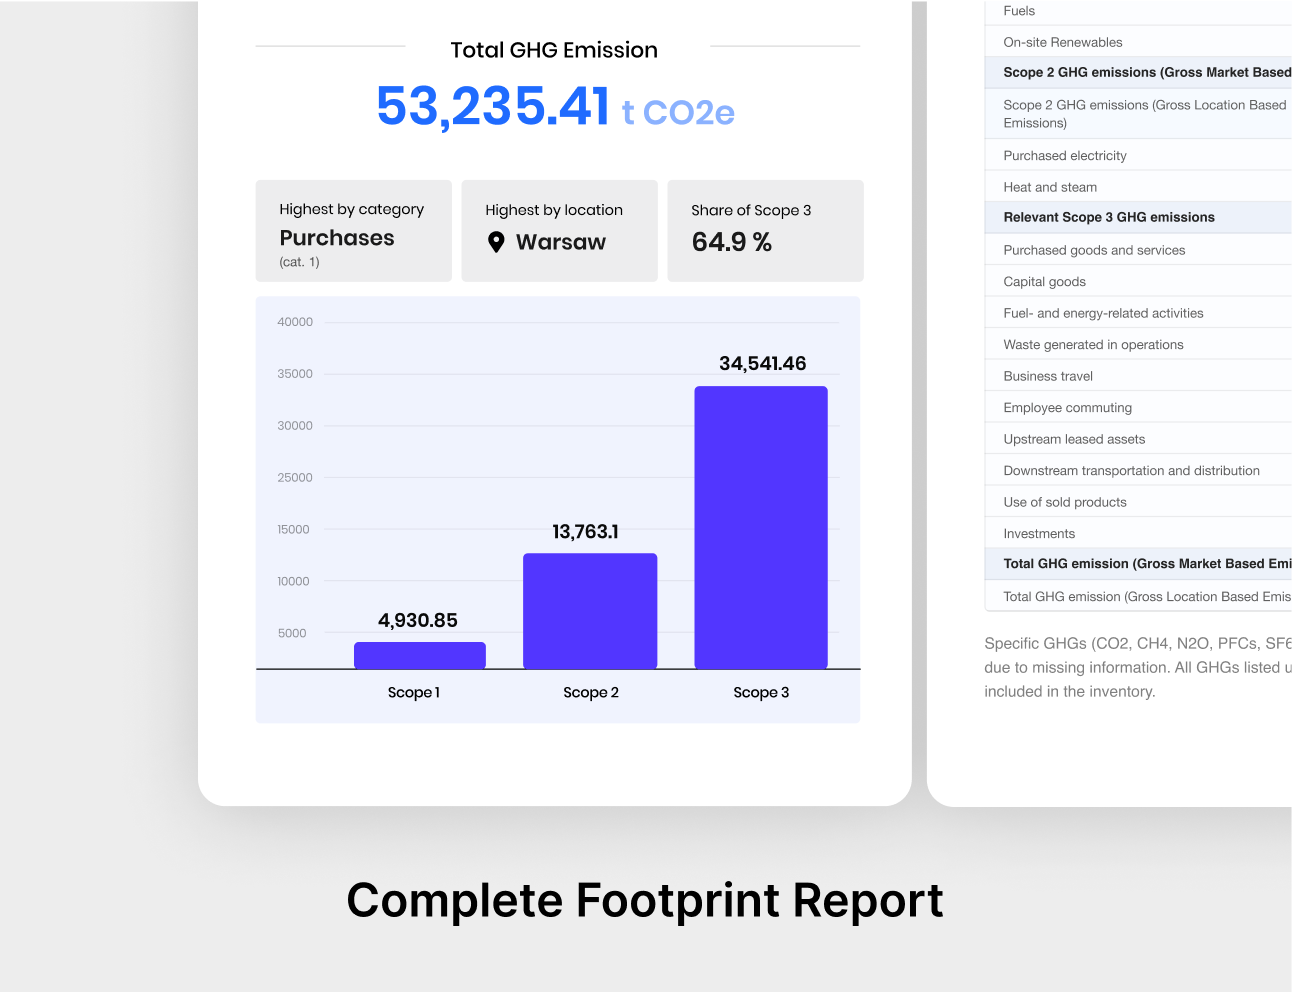 Total GHG Emission
53,235.41 t CO2e
Highest by category
Purchases
(cat. 1)
Highest by location
Warsaw
Share of Scope 3
64.9 %
40000
35000
30000
25000
15000
10000
5000
34,541.46
13,763.1
4,930.85
Scope 1
Scope 2
Scope 3
Fuels
On-site Renewables
Scope 2 GHG emissions (Gross Market Based
Scope 2 GHG emissions (Gross Location Based
Emissions)
Purchased electricity
Heat and steam
Relevant Scope 3 GHG emissions
Purchased goods and services
Capital goods
Fuel- and energy-related activities
Waste generated in operations
Business travel
Employee commuting
Upstream leased assets
Downstream transportation and distribution
Use of sold products
Investments
Total GHG emission (Gross Market Based Emi
Total GHG emission (Gross Location Based Emis
Specific GHGs (CO2, CH4, N2O, PFCs, SF6
due to missing information. All GHGs listed u
included in the inventory.
Complete Footprint Report